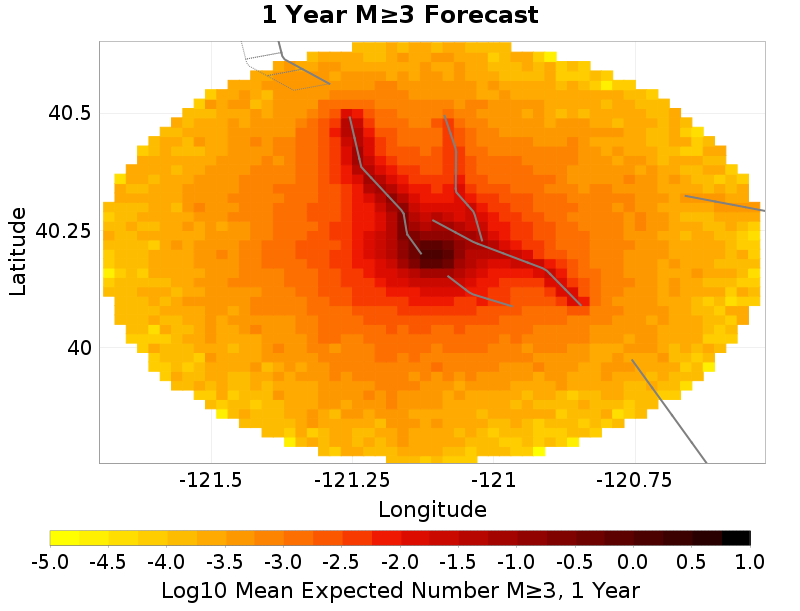 1 Year M≥3 Forecast
40.5
40.25
40
Latitude
-121.5 -121.25 -121 -120.75
Longitude
-5.0 -4.5 -4.0 -3.5 -3.0 -2.5 -2.0 -1.5 -1.0 -0.5 0.0 0.5 1.0
Log10 Mean Expected Number M≥3, 1 Year